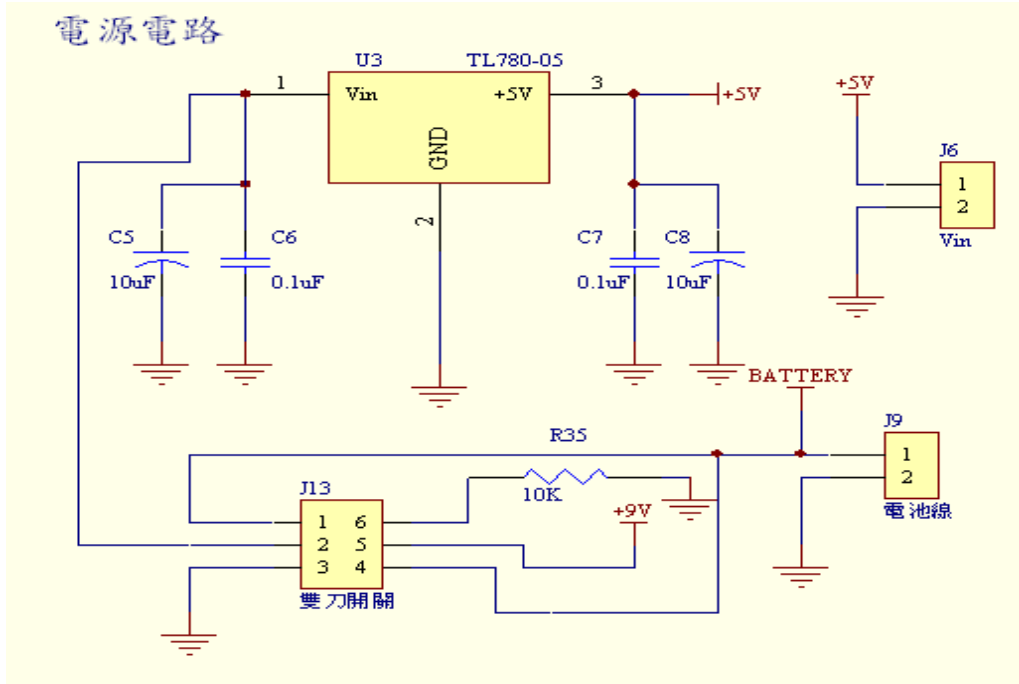 電源電路
U3 TL780-05
1 Vin +5V 3 +5V
GND
2
+5V
J6
1
2
Vin
C5 C6 C7 C8
10uF 0.1uF 0.1uF 10uF
BATTERY
J9
1
2
電池線
R35
10K
+9V
J13
1 6
2 5
3 4
雙刀開關